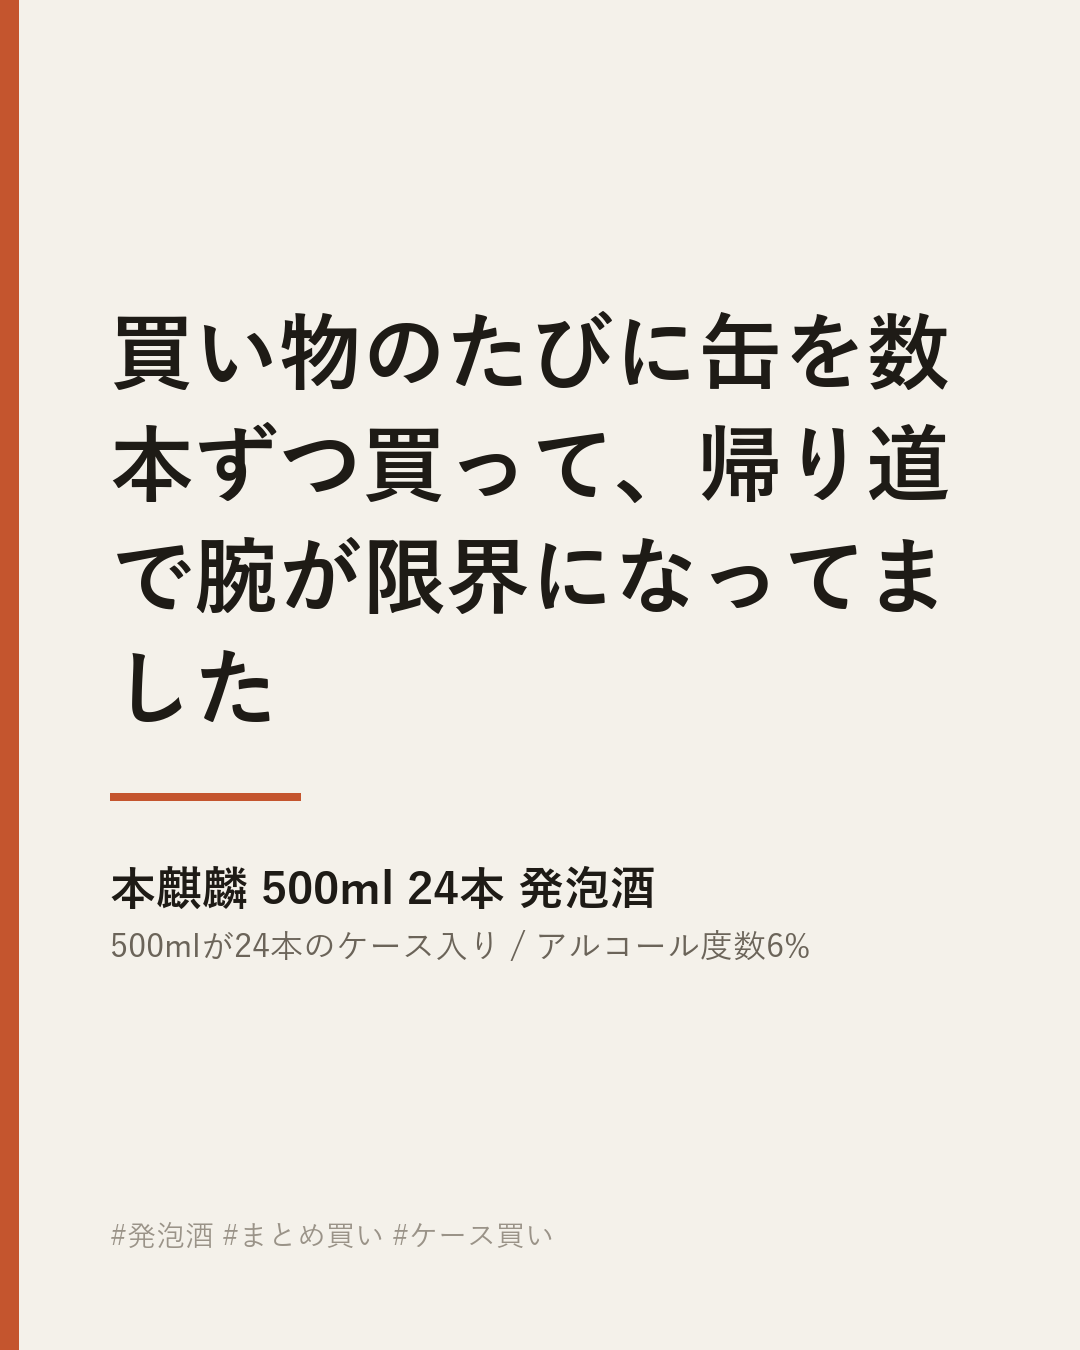 買い物のたびに缶を数
本ずつ買って、帰り道
で腕が限界になってま
した
本麒麟 500ml 24本 発泡酒
500mlが24本のケース入り / アルコール度数6%
#発泡酒 #まとめ買い #ケース買い